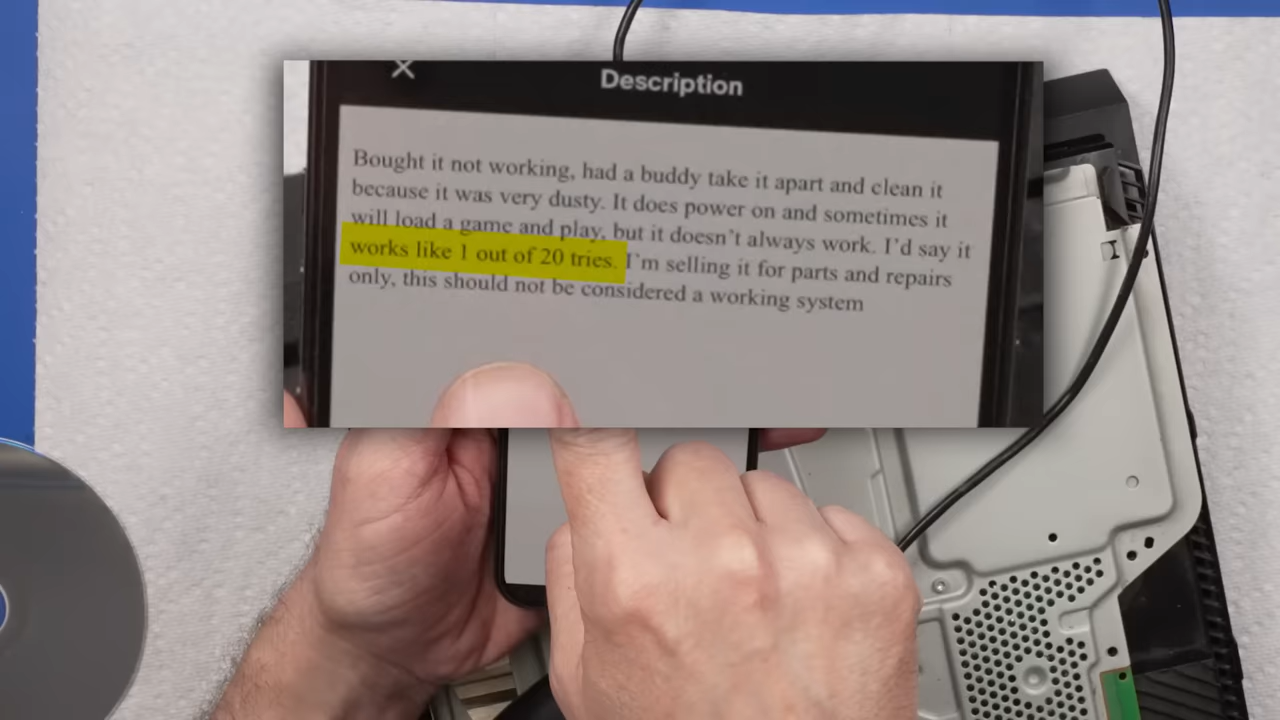 Description
Bought it not working, had a buddy take it apart and clean it
because it was very dusty. It does power on and sometimes it
will load a game and play, but it doesn't always work. I'd say it
works like 1 out of 20 tries. I'm selling it for parts and repairs
only, this should not be considered a working system